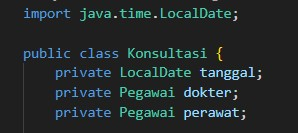 import java.time.LocalDate;
public class Konsultasi {
private LocalDate tanggal;
private Pegawai dokter;
private Pegawai perawat;